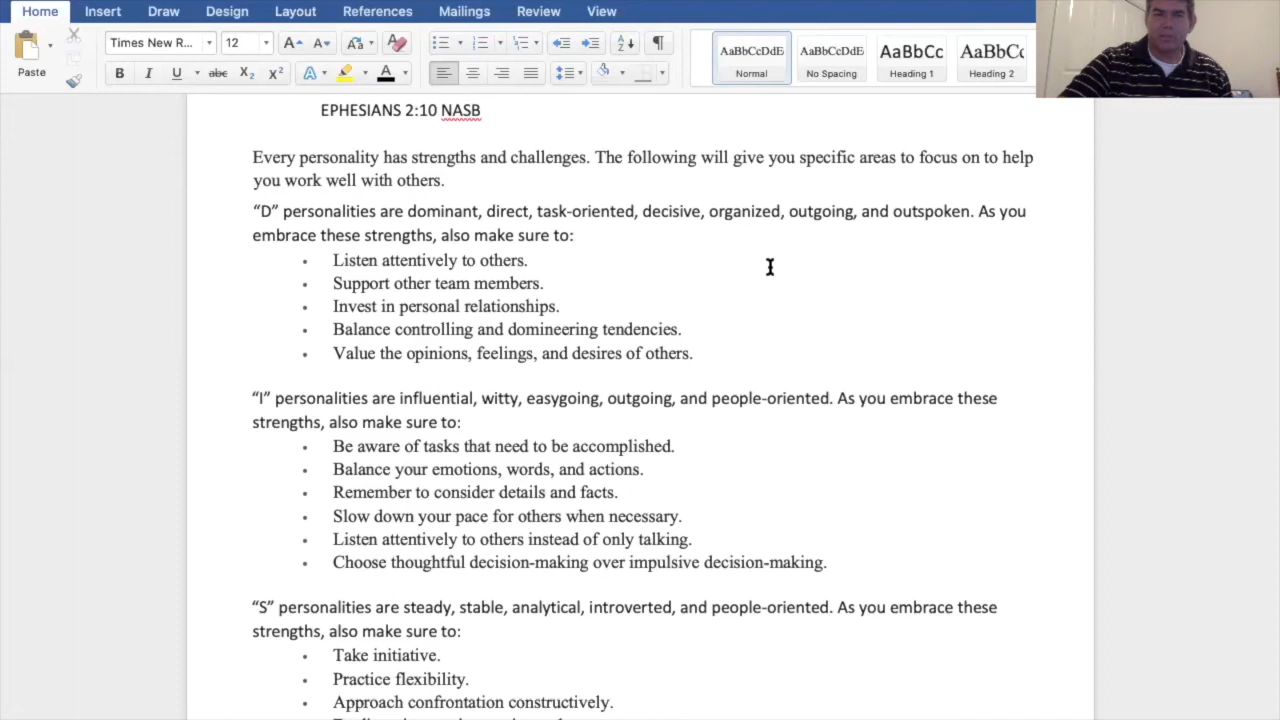 Home Insert Draw Design Layout References Mailings Review View
Paste
Times New R... 12
AaBbCcDdE AaBbCcDdE AaBbCc AaBbCc
Normal No Spacing Heading 1 Heading 2
EPHESIANS 2:10 NASB
Every personality has strengths and challenges. The following will give you specific areas to focus on to help
you work well with others.
“D” personalities are dominant, direct, task-oriented, decisive, organized, outgoing, and outspoken. As you
embrace these strengths, also make sure to:
• Listen attentively to others.
• Support other team members.
• Invest in personal relationships.
• Balance controlling and domineering tendencies.
• Value the opinions, feelings, and desires of others.
“I” personalities are influential, witty, easygoing, outgoing, and people-oriented. As you embrace these
strengths, also make sure to:
• Be aware of tasks that need to be accomplished.
• Balance your emotions, words, and actions.
• Remember to consider details and facts.
• Slow down your pace for others when necessary.
• Listen attentively to others instead of only talking.
• Choose thoughtful decision-making over impulsive decision-making.
“S” personalities are steady, stable, analytical, introverted, and people-oriented. As you embrace these
strengths, also make sure to:
• Take initiative.
• Practice flexibility.
• Approach confrontation constructively.